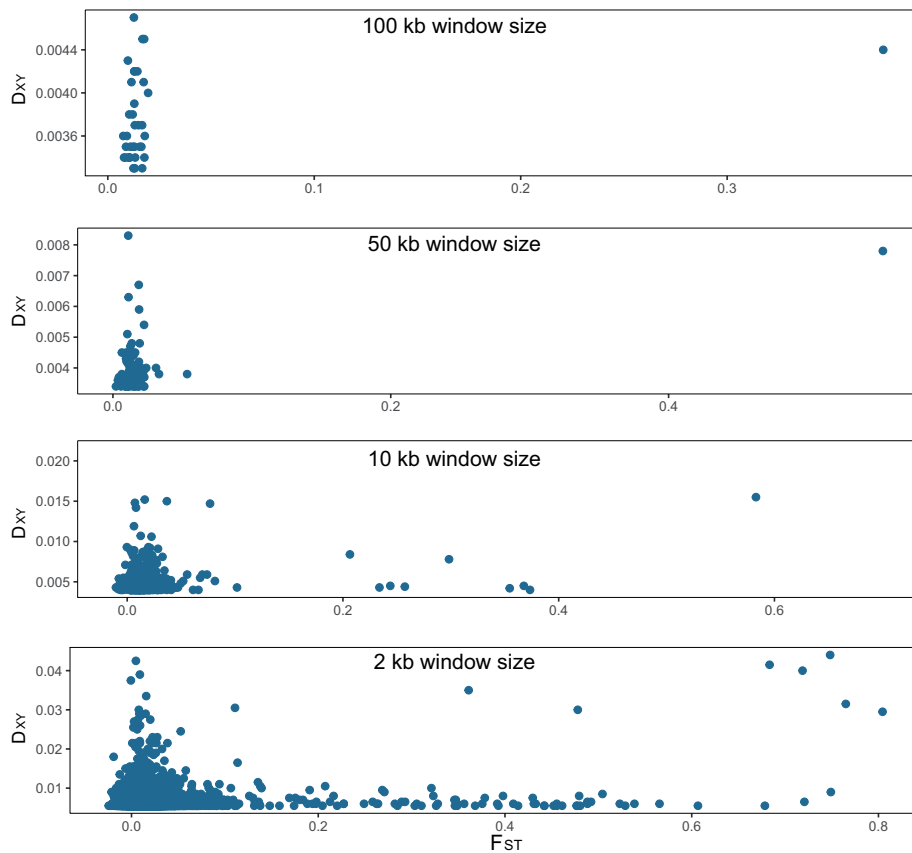 100 kb window size
DXY
0.0044
0.0040
0.0036
0.0 0.1 0.2 0.3
50 kb window size
DXY
0.008
0.007
0.006
0.005
0.004
0.0 0.2 0.4
10 kb window size
DXY
0.020
0.015
0.010
0.005
0.0 0.2 0.4 0.6
2 kb window size
DXY
0.04
0.03
0.02
0.01
0.0 0.2 0.4 0.6 0.8
FST